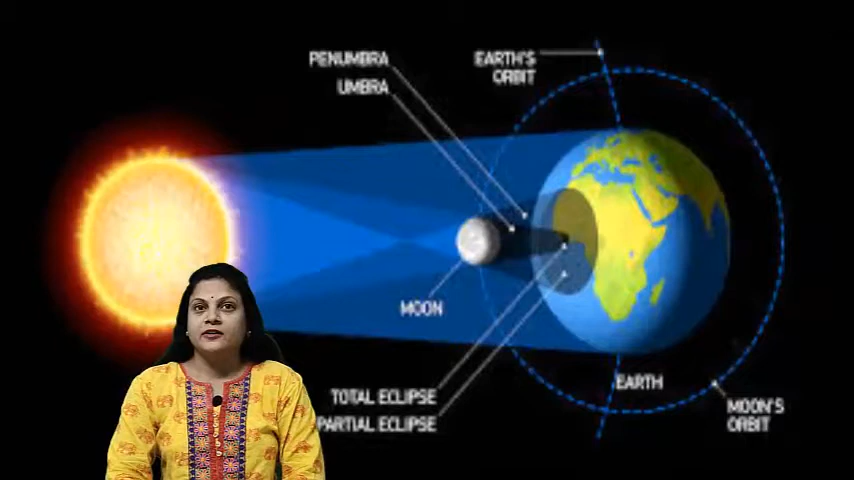 PENUMBRA
UMBRA
EARTH'S
ORBIT
MOON
TOTAL ECLIPSE
PARTIAL ECLIPSE
EARTH
MOON'S
ORBIT